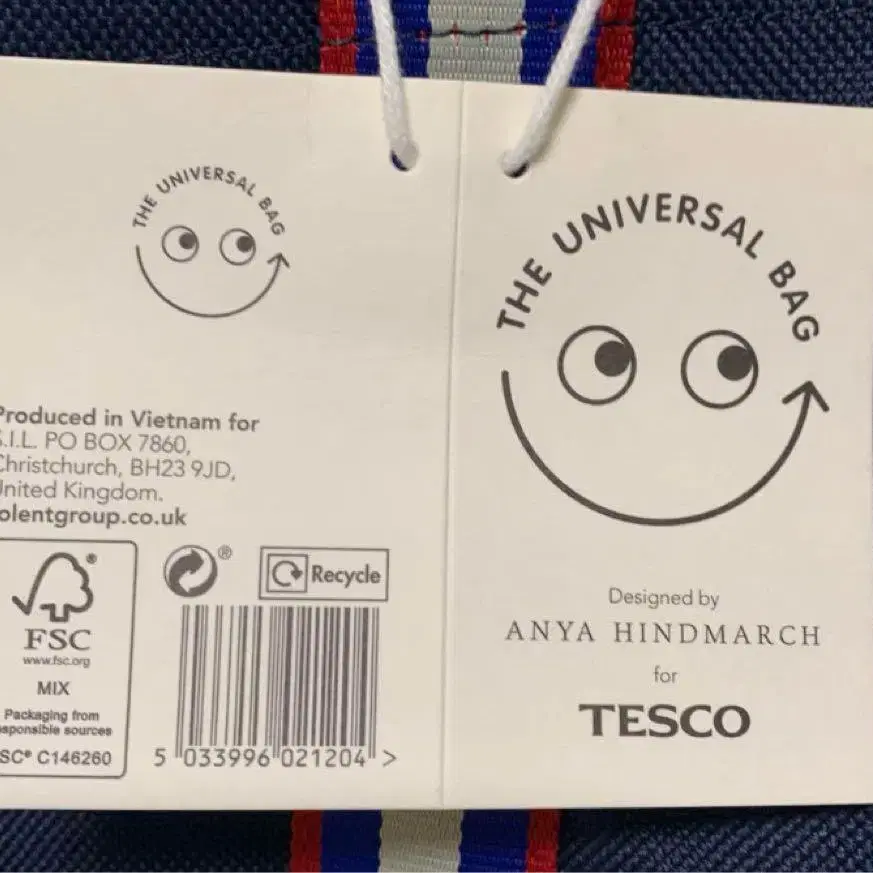 THE UNIVERSAL BAG
Produced in Vietnam for
S.I.L. PO BOX 7860,
Christchurch, BH23 9JD,
United Kingdom.
olentgroup.co.uk
®
FSC
www.fsc.org
MIX
Packaging from
sponsible sources
SC® C146260
®
Recycle
5 033996 021204 >
THE UNIVERSAL BAG
Designed by
ANYA HINDMARCH
for
TESCO